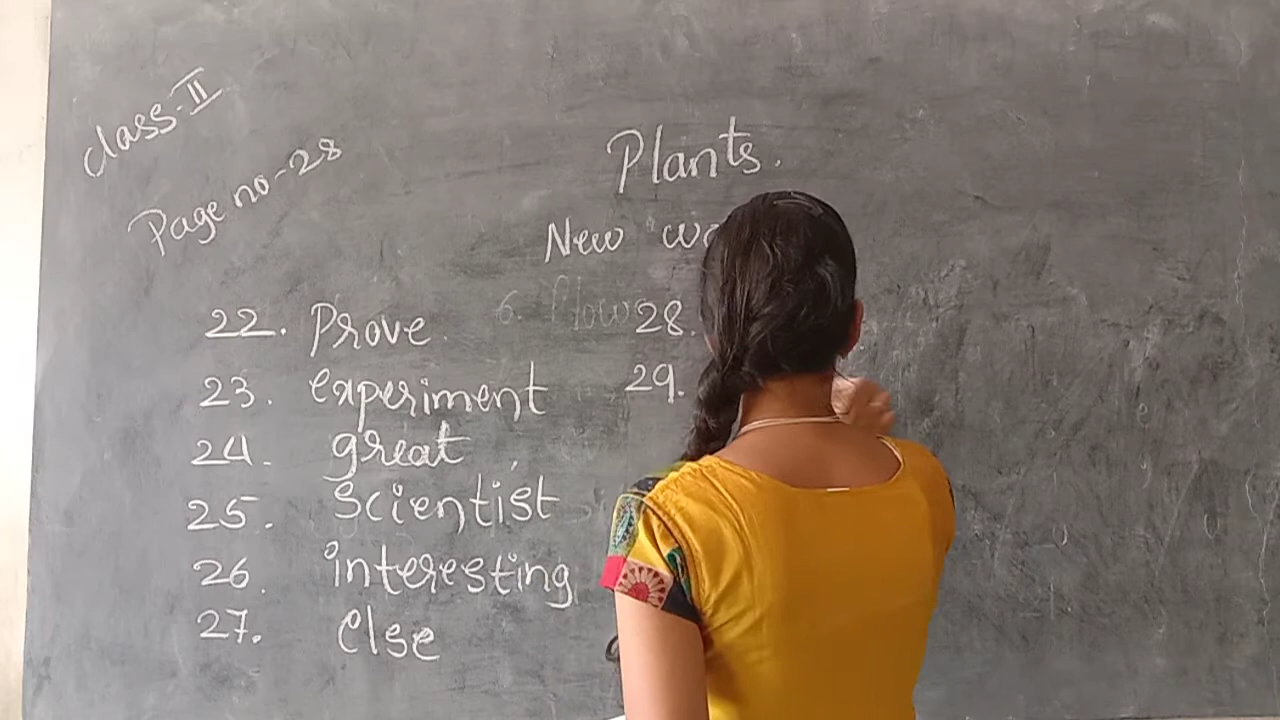 Class-II
Page no-28
Plants.
New
22. Prove
23. experiment
24. great
25. Scientist
26. interesting
27. else
28.
29.